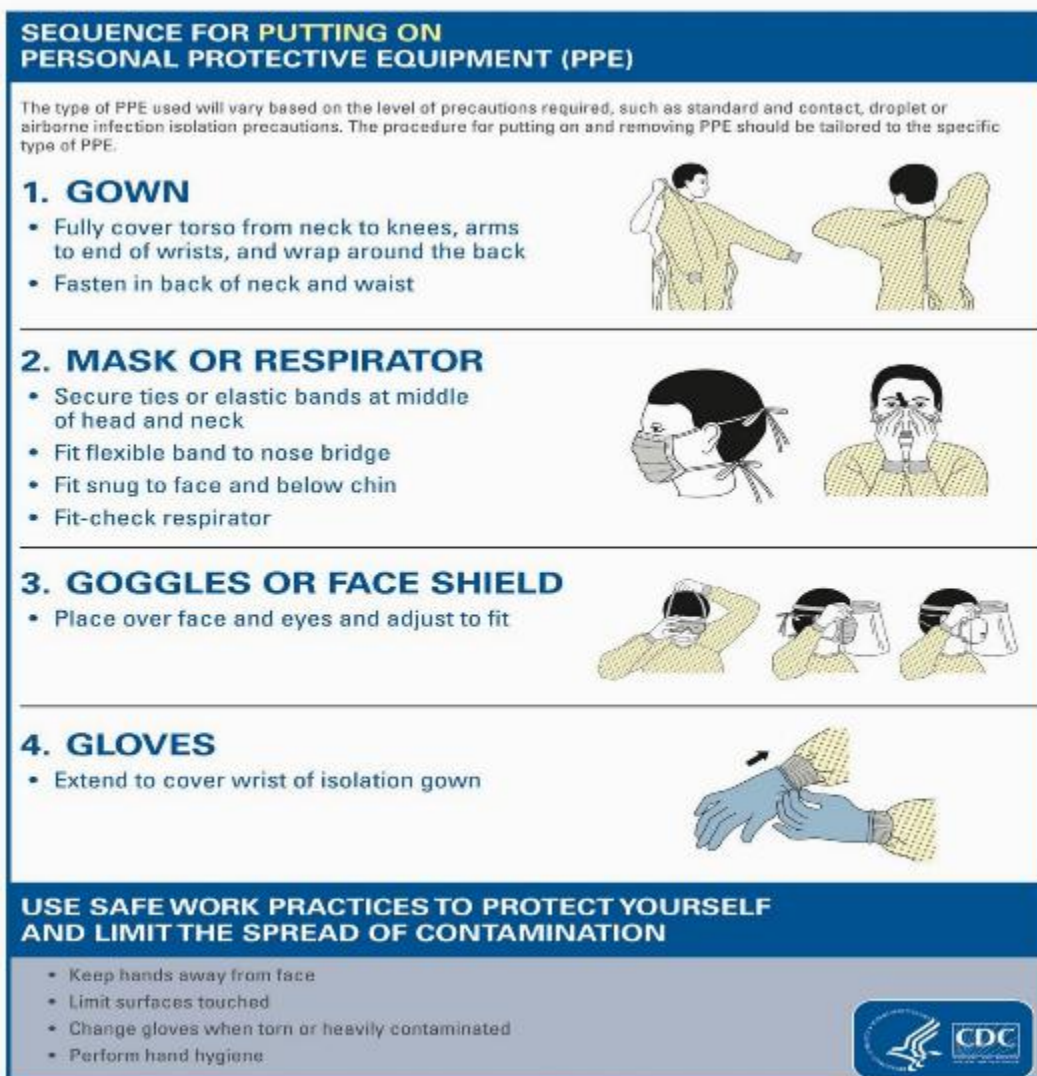 SEQUENCE FOR PUTTING ON
PERSONAL PROTECTIVE EQUIPMENT (PPE)
The type of PPE used will vary based on the level of precautions required, such as standard and contact, droplet or
airborne infection isolation precautions. The procedure for putting on and removing PPE should be tailored to the specific
type of PPE.
1. GOWN
• Fully cover torso from neck to knees, arms
to end of wrists, and wrap around the back
• Fasten in back of neck and waist
2. MASK OR RESPIRATOR
• Secure ties or elastic bands at middle
of head and neck
• Fit flexible band to nose bridge
• Fit snug to face and below chin
• Fit-check respirator
3. GOGGLES OR FACE SHIELD
• Place over face and eyes and adjust to fit
4. GLOVES
• Extend to cover wrist of isolation gown
USE SAFE WORK PRACTICES TO PROTECT YOURSELF
AND LIMIT THE SPREAD OF CONTAMINATION
• Keep hands away from face
• Limit surfaces touched
• Change gloves when torn or heavily contaminated
• Perform hand hygiene
CDC